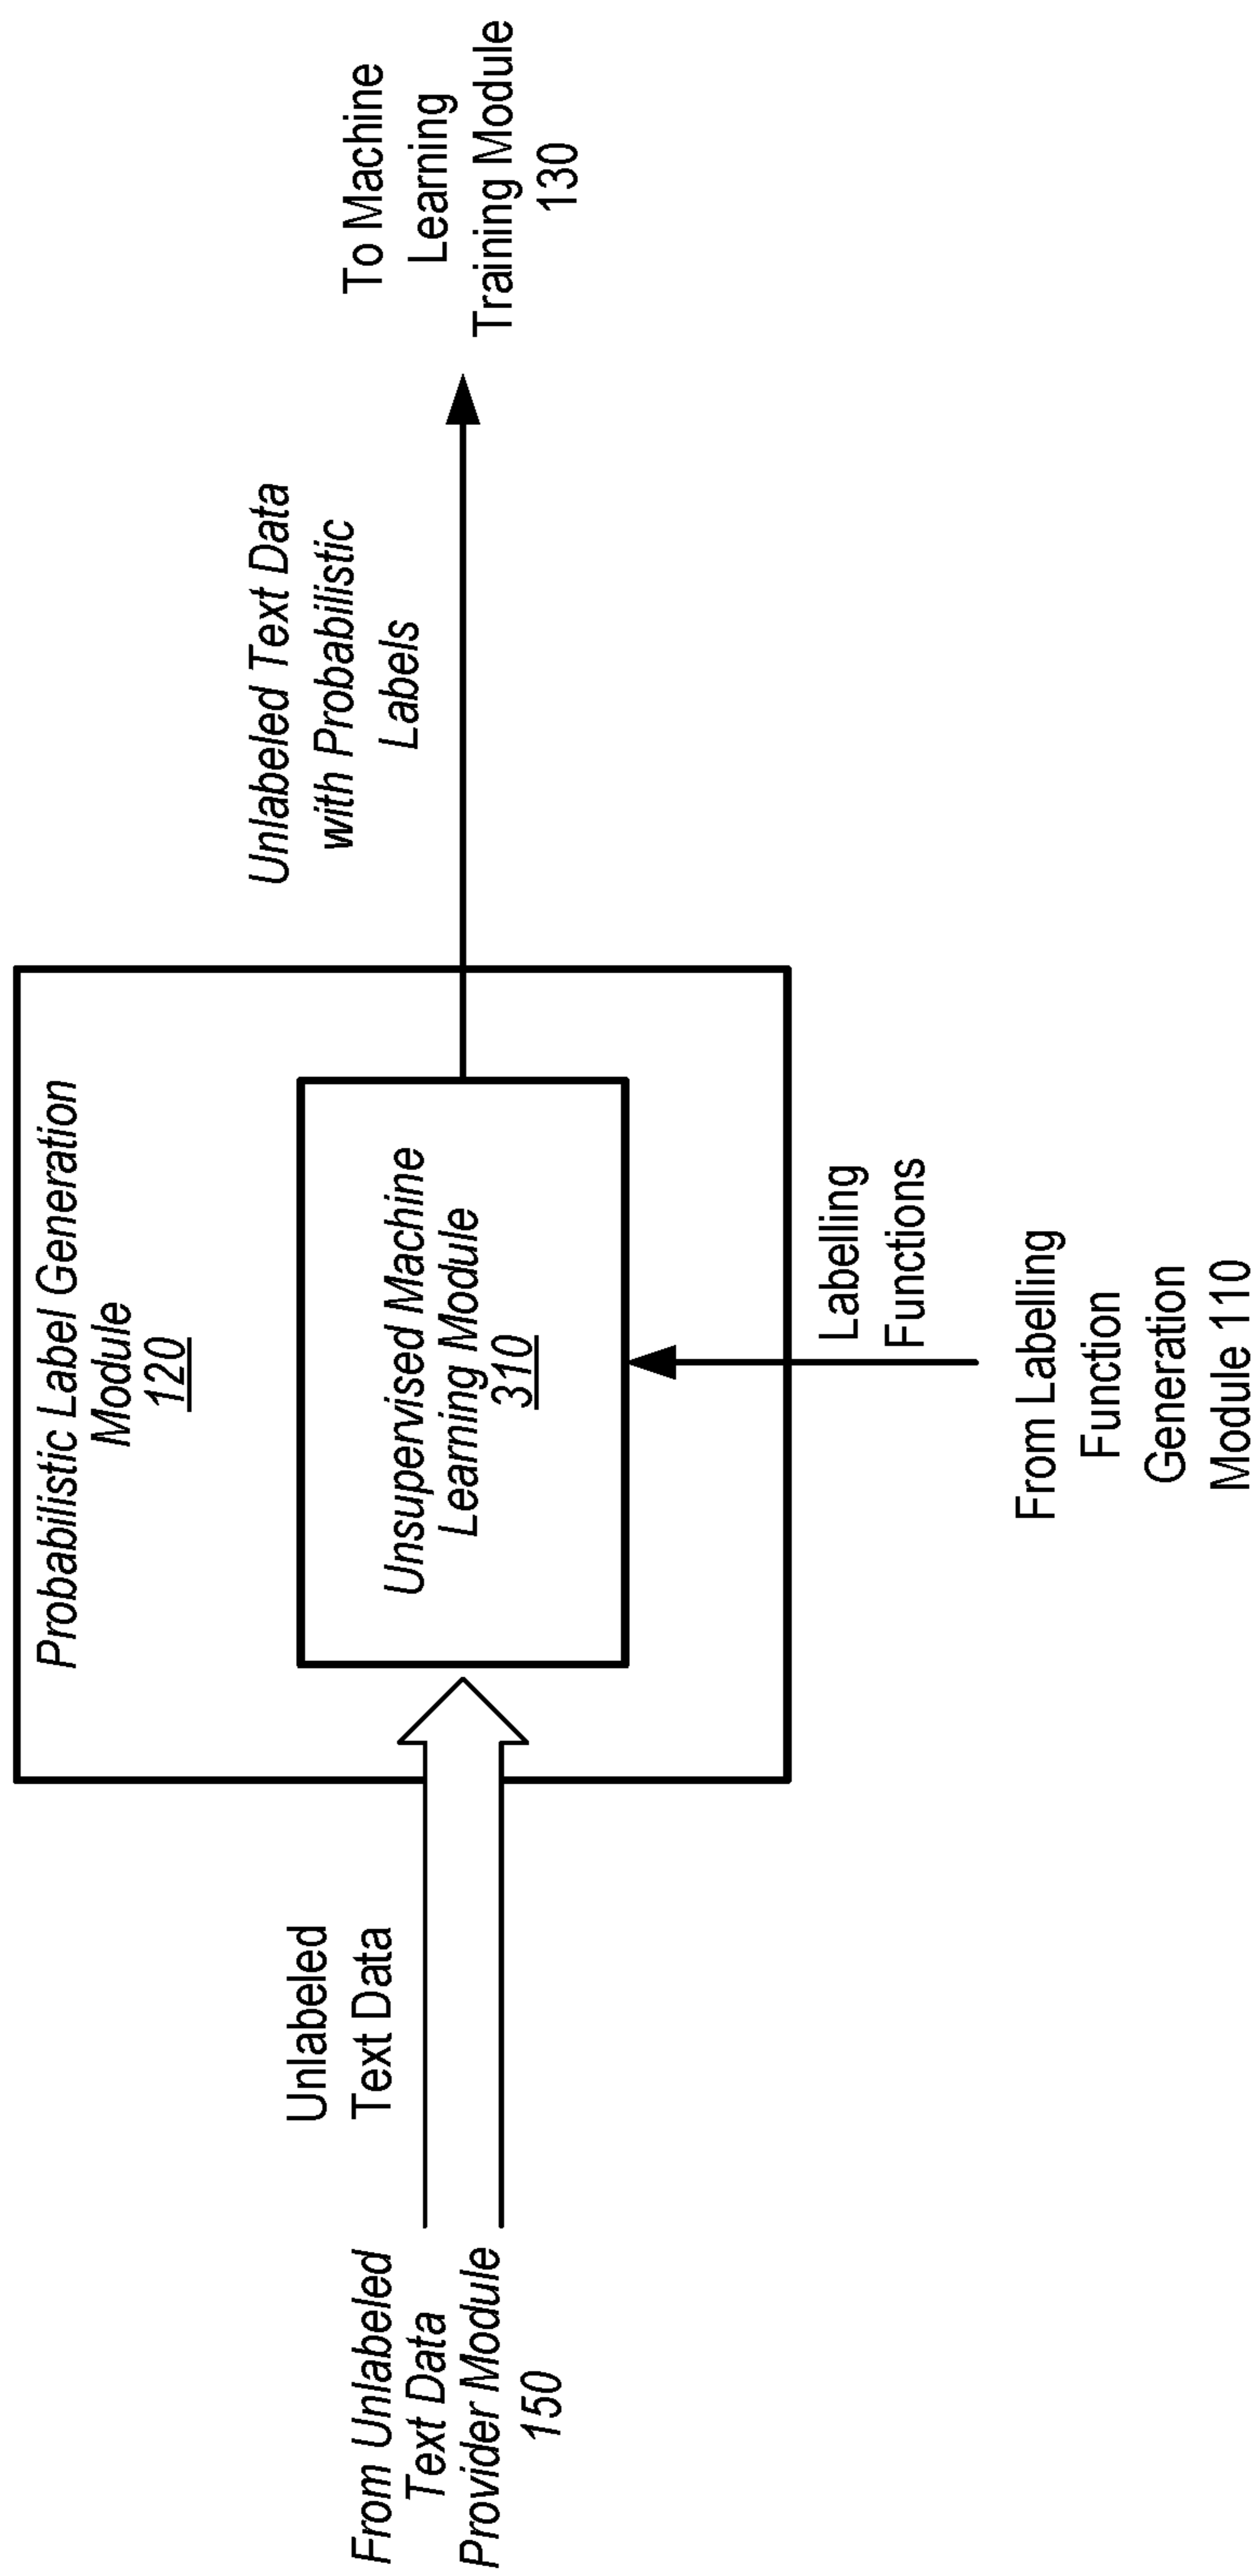 Probabilistic Label Generation
Module
120
Unsupervised Machine
Learning Module
310
Unlabeled
Text Data
From Unlabeled
Text Data
Provider Module
150
Unlabeled Text Data
with Probabilistic
Labels
To Machine
Learning
Training Module
130
Labelling
Functions
From Labelling
Function
Generation
Module 110